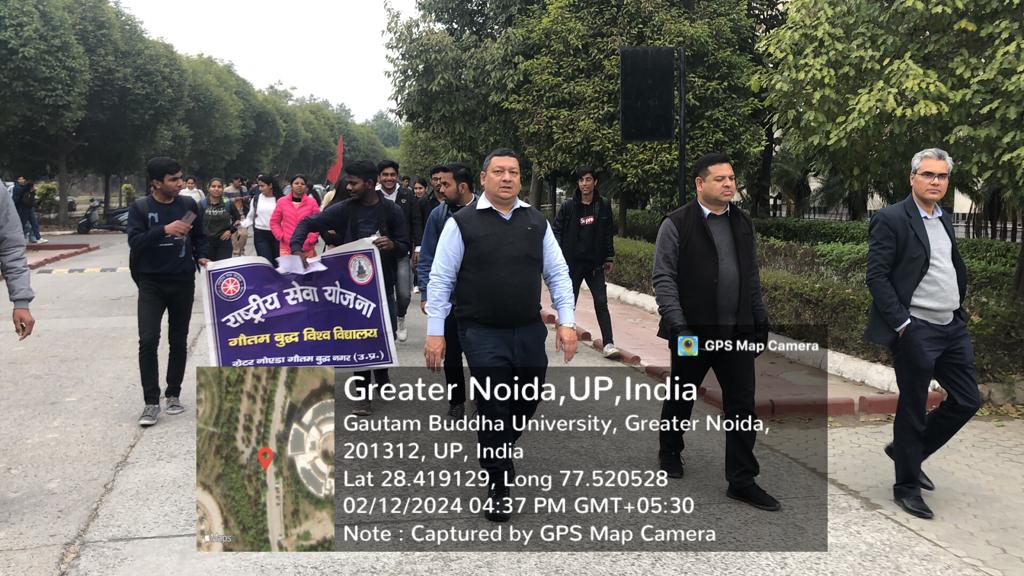 राष्ट्रीय सेवा योजना
गौतम बुद्ध विश्व विद्यालय
ग्रेटर नोएडा गौतम बुद्ध नगर (उ.प्र.)
GPS Map Camera
Greater Noida,UP,India
Gautam Buddha University, Greater Noida,
201312, UP, India
Lat 28.419129, Long 77.520528
02/12/2024 04:37 PM GMT+05:30
Note : Captured by GPS Map Camera
Maps